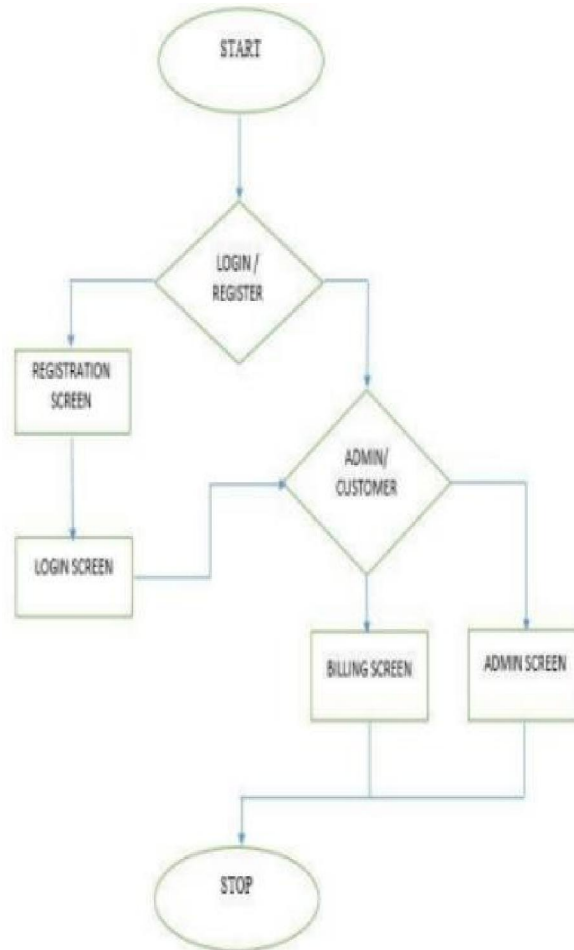 START
LOGIN /
REGISTER
REGISTRATION
SCREEN
ADMIN/
CUSTOMER
LOGIN SCREEN
BILLING SCREEN
ADMIN SCREEN
STOP